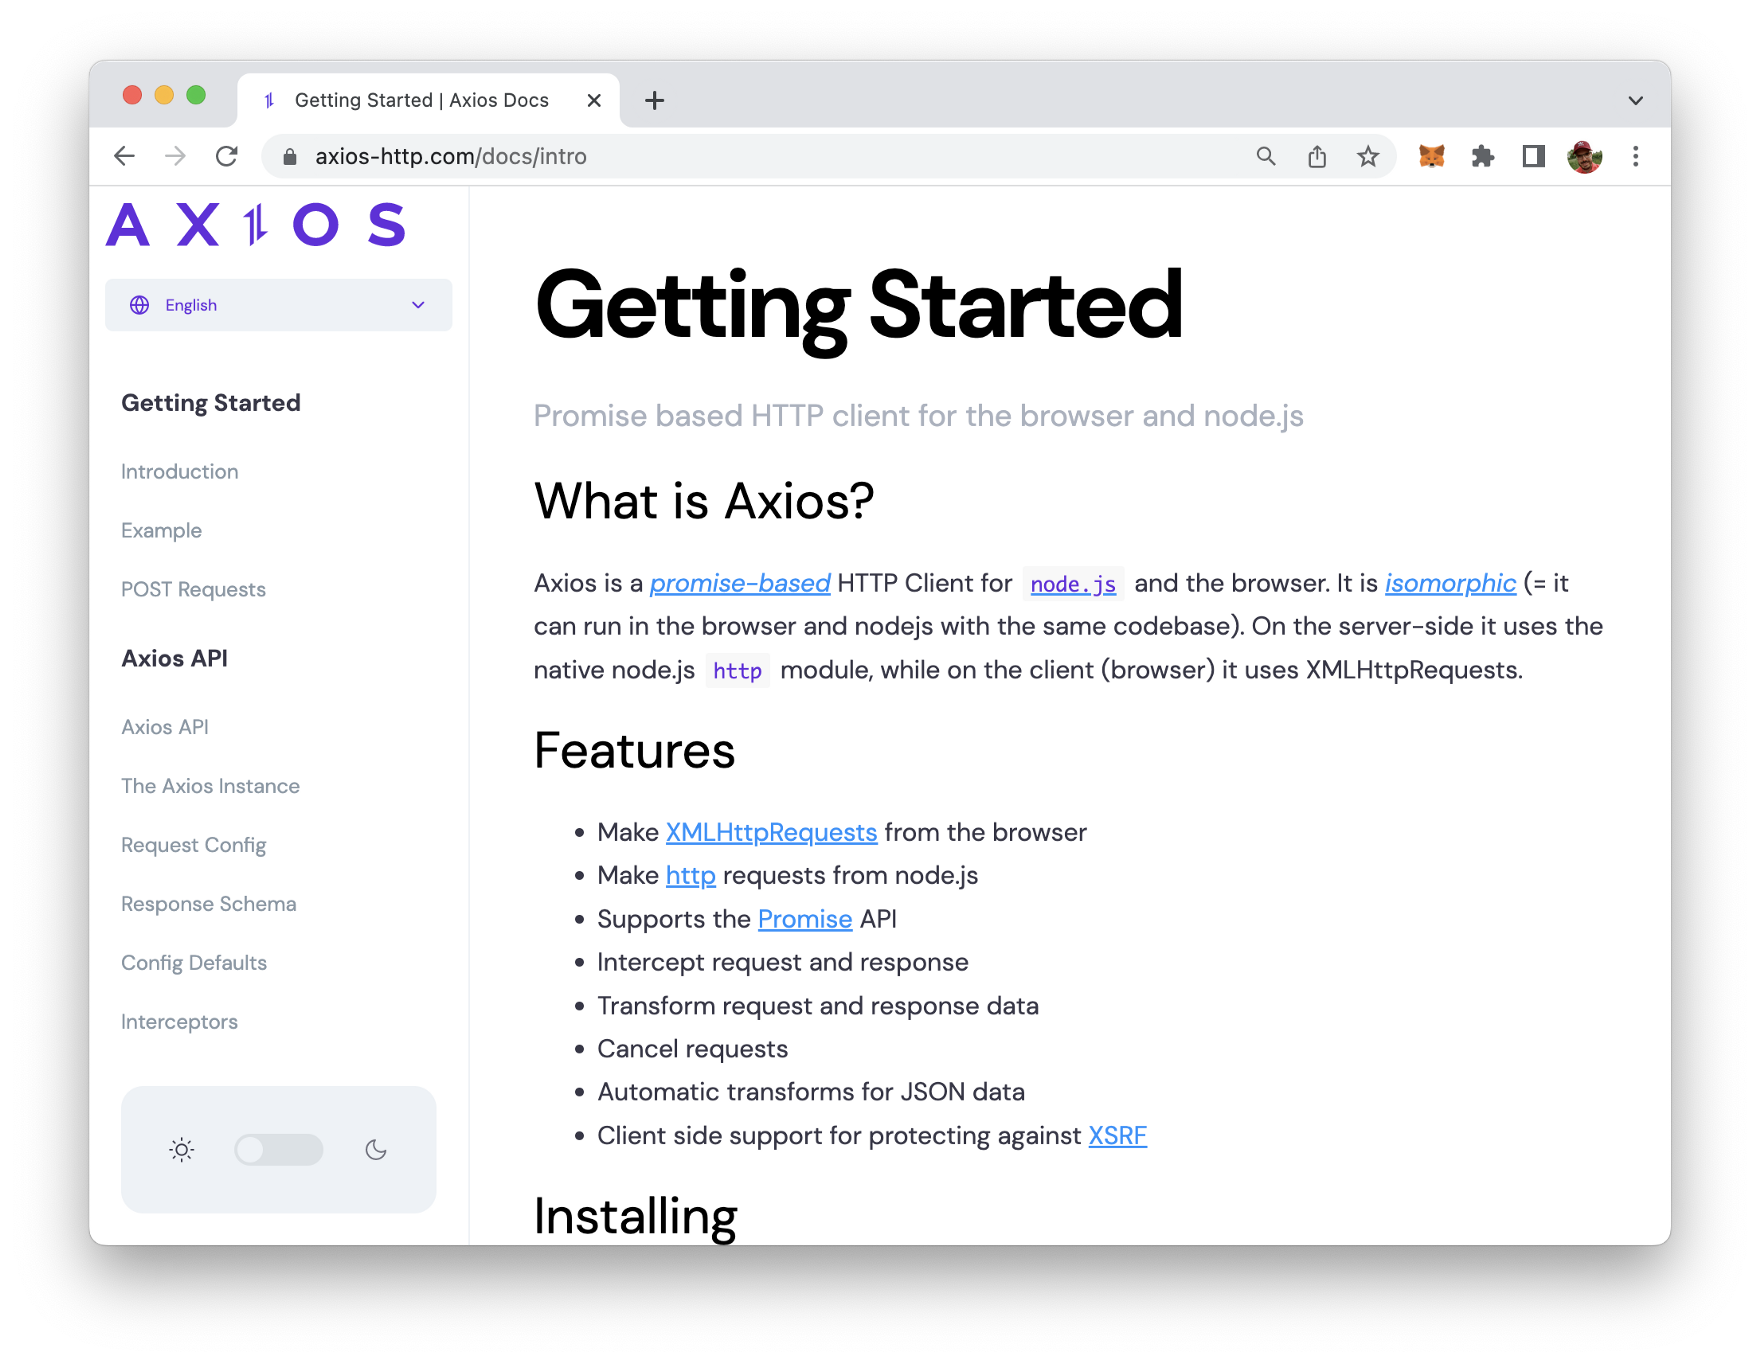 Getting Started | Axios Docs
axios-http.com/docs/intro
AXIOS
English
Getting Started
Introduction
Example
POST Requests
Axios API
Axios API
The Axios Instance
Request Config
Response Schema
Config Defaults
Interceptors
Getting Started
Promise based HTTP client for the browser and node.js
What is Axios?
Axios is a promise-based HTTP Client for node.js and the browser. It is isomorphic (= it
can run in the browser and nodejs with the same codebase). On the server-side it uses the
native node.js http module, while on the client (browser) it uses XMLHttpRequests.
Features
• Make XMLHttpRequests from the browser
• Make http requests from node.js
• Supports the Promise API
• Intercept request and response
• Transform request and response data
• Cancel requests
• Automatic transforms for JSON data
• Client side support for protecting against XSRF
Installing